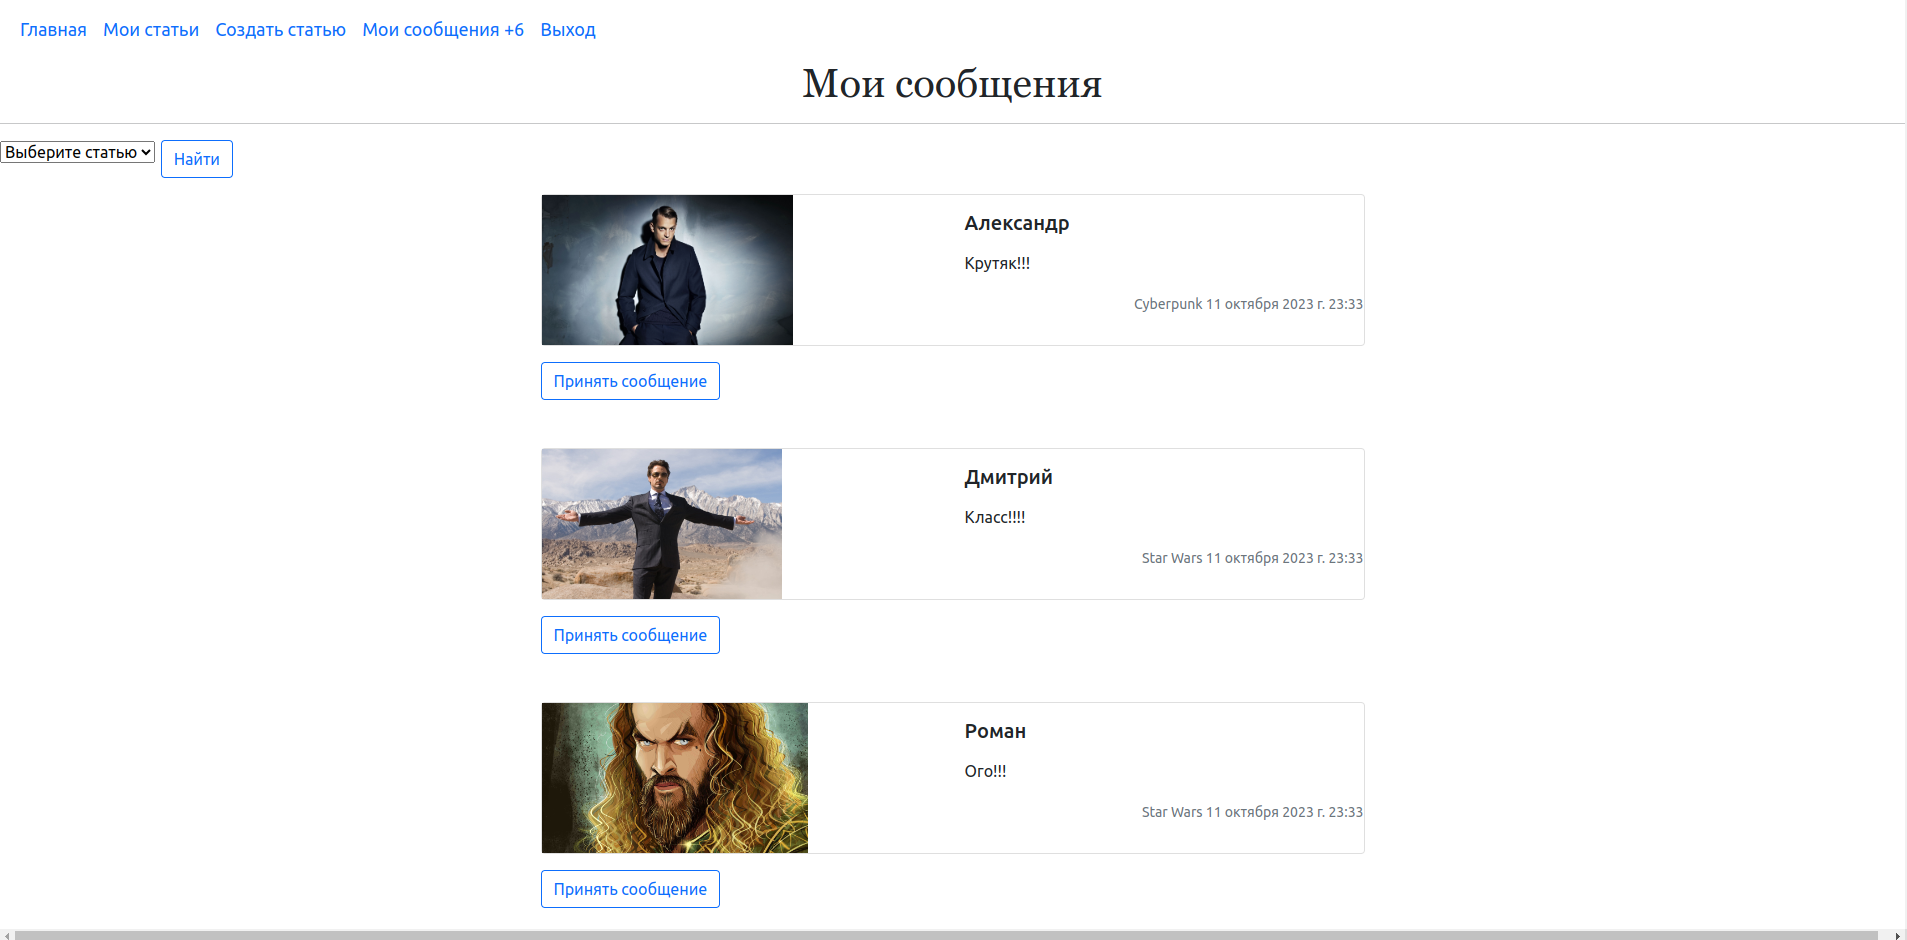 Главная Мои статьи Создать статью Мои сообщения +6 Выход
Мои сообщения
Выберите статью Найти
Александр
Крутяк!!!
Cyberpunk 11 октября 2023 г. 23:33
Принять сообщение
Дмитрий
Класс!!!!
Star Wars 11 октября 2023 г. 23:33
Принять сообщение
Роман
Ого!!!
Star Wars 11 октября 2023 г. 23:33
Принять сообщение